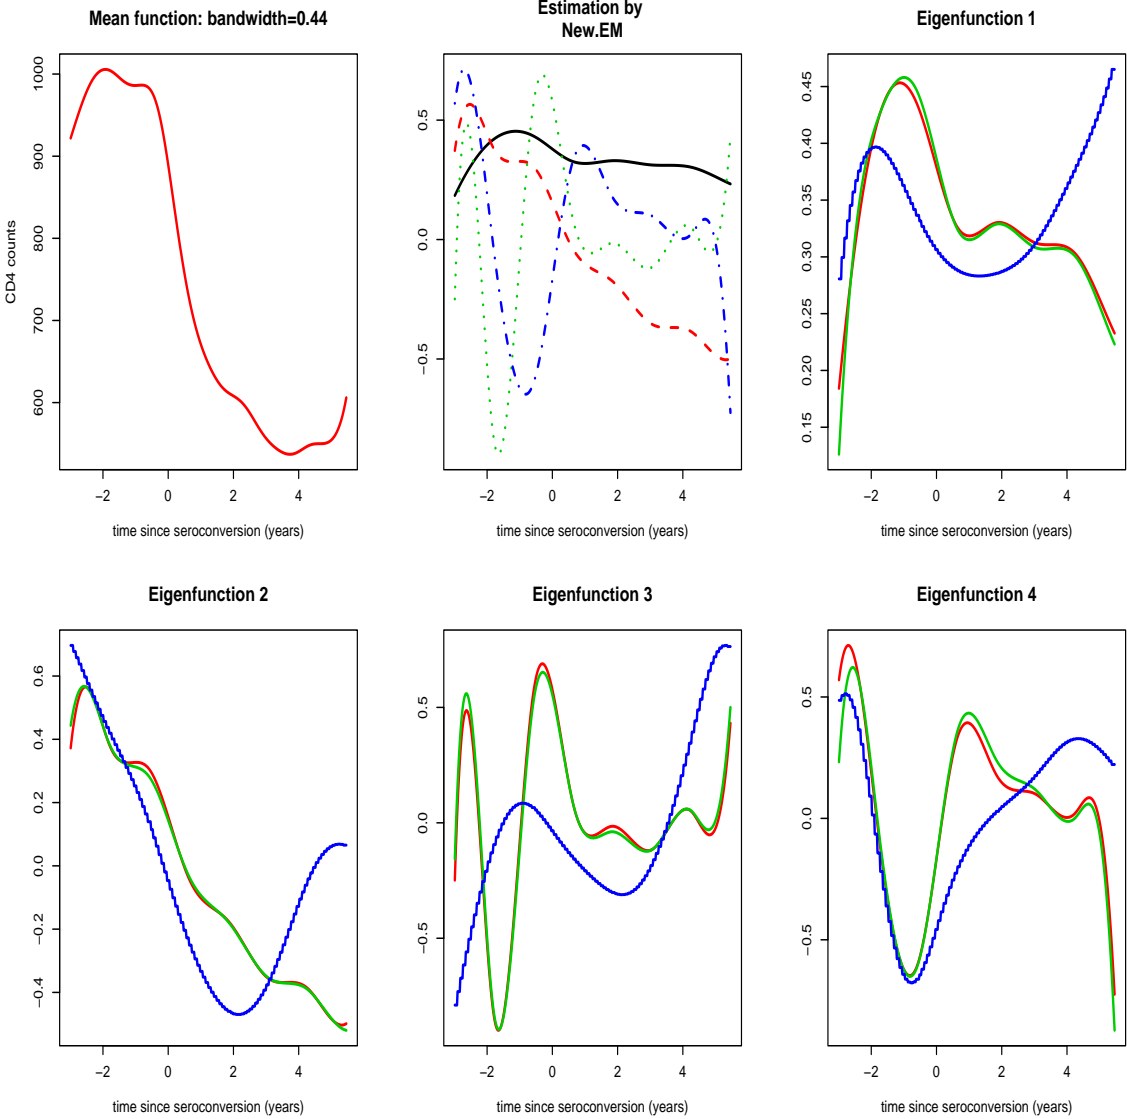 Mean function: bandwidth=0.44
CD4 counts
1000
900
800
700
600
−2 0 2 4
time since seroconversion (years)
Estimation by
New.EM
0.5
0.0
−0.5
−2 0 2 4
time since seroconversion (years)
Eigenfunction 1
0.45
0.40
0.35
0.30
0.25
0.20
0.15
−2 0 2 4
time since seroconversion (years)
Eigenfunction 2
0.6
0.4
0.2
0.0
−0.2
−0.4
−2 0 2 4
time since seroconversion (years)
Eigenfunction 3
0.5
0.0
−0.5
−2 0 2 4
time since seroconversion (years)
Eigenfunction 4
0.5
0.0
−0.5
−2 0 2 4
time since seroconversion (years)